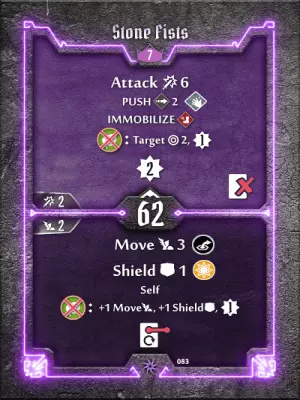 Stone Fists
7
Attack 6
PUSH 2
IMMOBILIZE
: Target 2, 1
2
2
62
2
Move 3
Shield 1
Self
: +1 Move, +1 Shield, 1
083